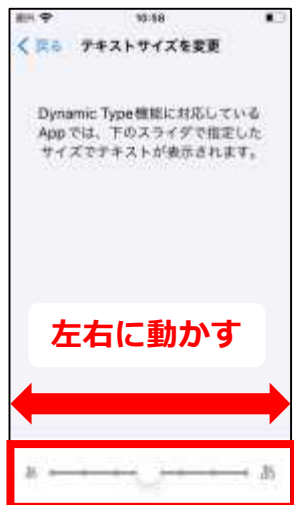 圏外 10:58
戻る テキストサイズを変更
Dynamic Type機能に対応している
Appでは、下のスライダで指定した
サイズでテキストが表示されます。
左右に動かす
あ あ